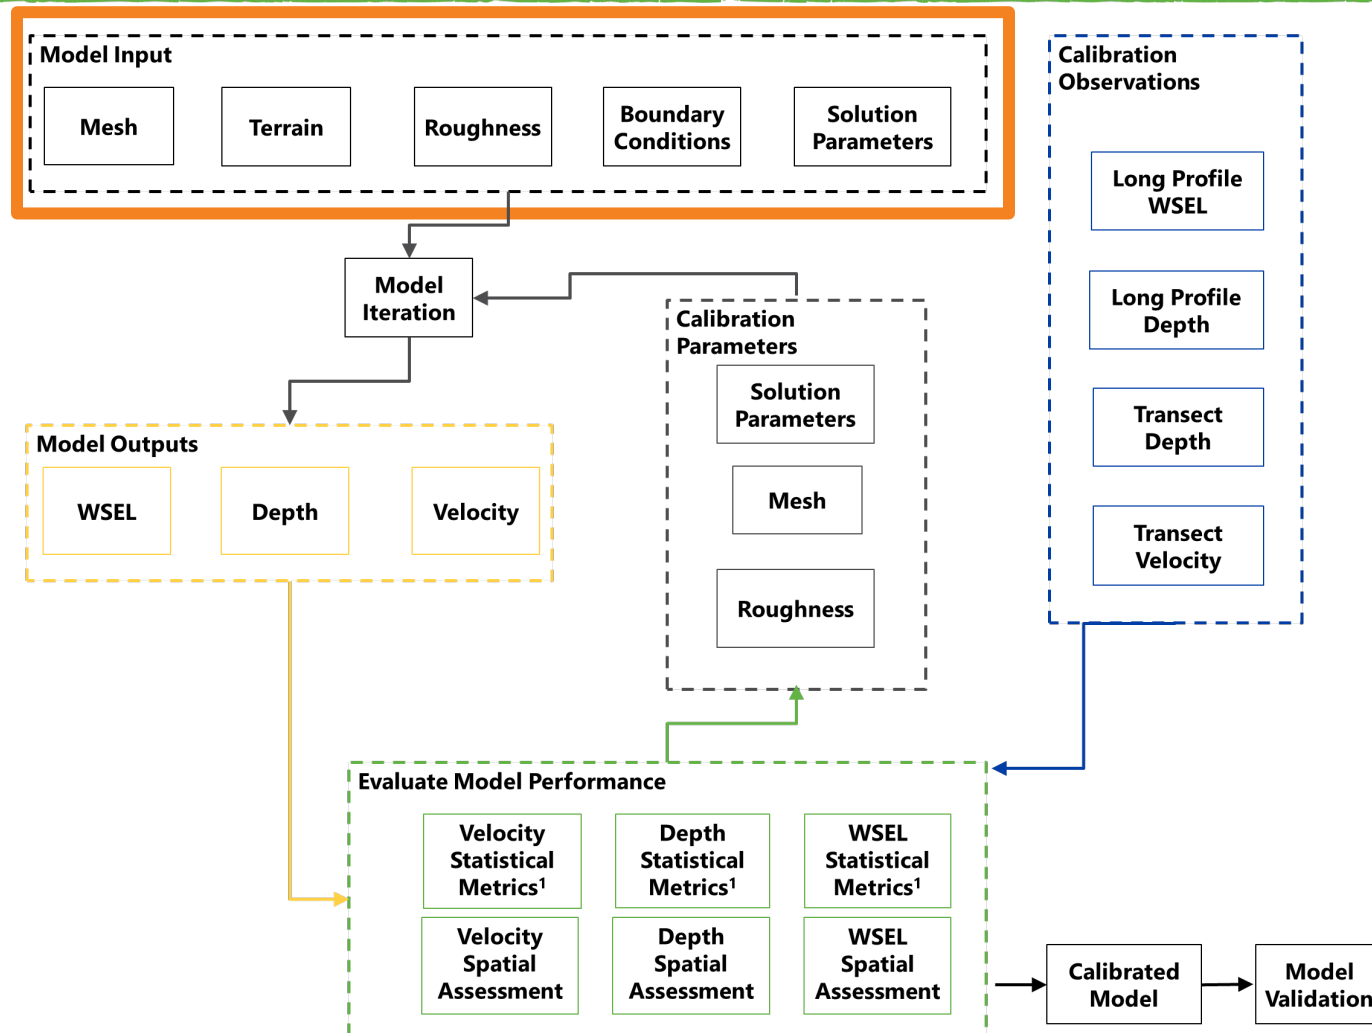 Model Input
Mesh
Terrain
Roughness
Boundary
Conditions
Solution
Parameters
Calibration
Observations
Long Profile
WSEL
Long Profile
Depth
Transect
Depth
Transect
Velocity
Model
Iteration
Calibration
Parameters
Solution
Parameters
Mesh
Roughness
Model Outputs
WSEL
Depth
Velocity
Evaluate Model Performance
Velocity
Statistical
Metrics¹
Depth
Statistical
Metrics¹
WSEL
Statistical
Metrics¹
Velocity
Spatial
Assessment
Depth
Spatial
Assessment
WSEL
Spatial
Assessment
Calibrated
Model
Model
Validation